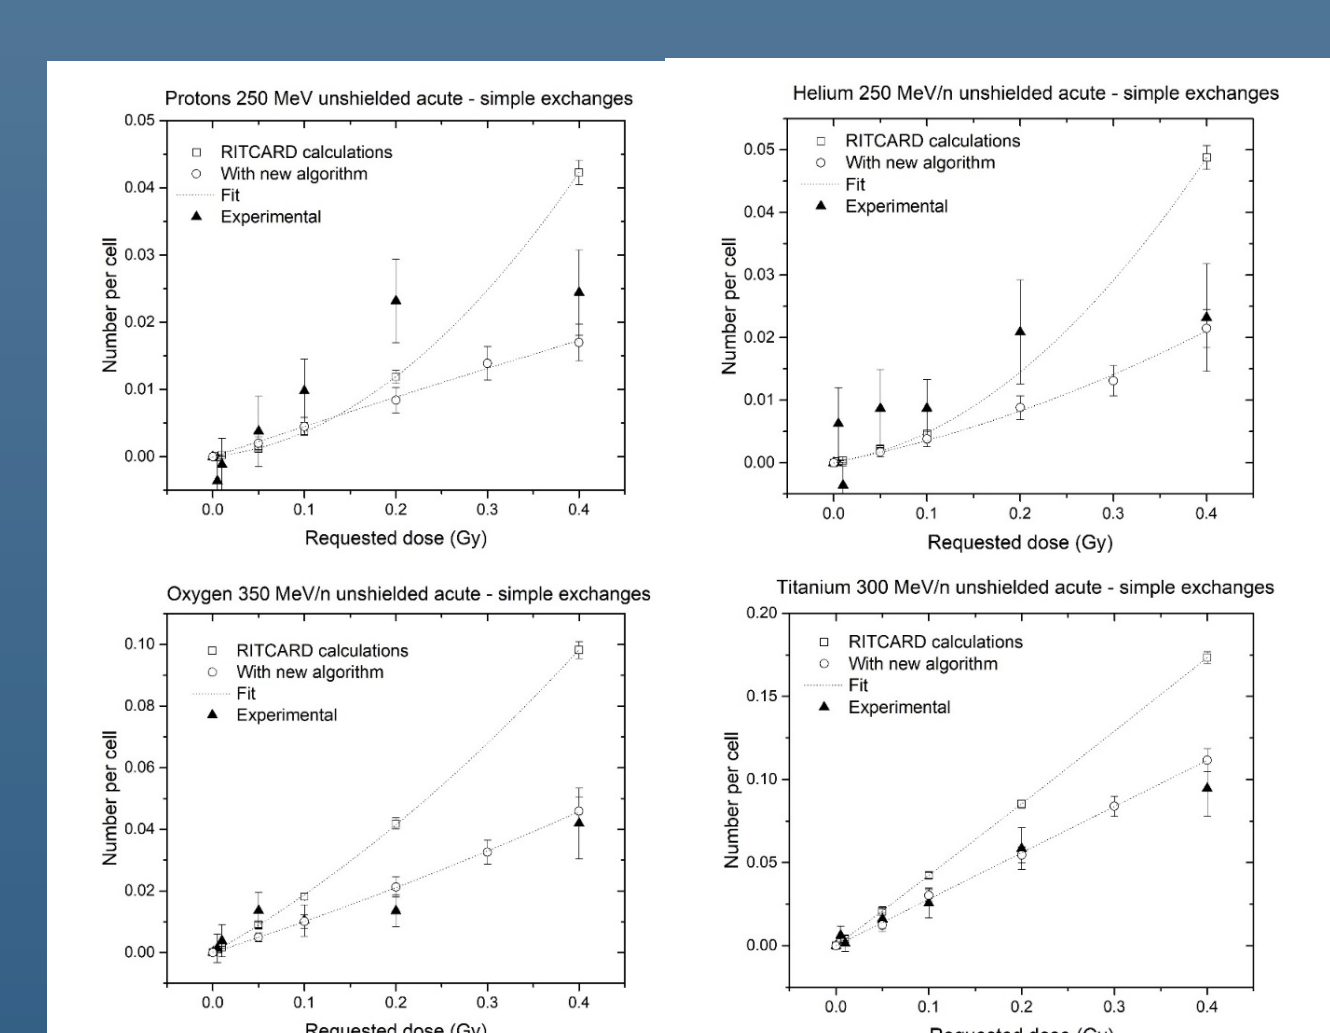 Protons 250 MeV unshielded acute - simple exchanges
0.05
0.04
0.03
0.02
0.01
0.00
Number per cell
RITCARD calculations
With new algorithm
Fit
Experimental
0.0 0.1 0.2 0.3 0.4
Requested dose (Gy)
Helium 250 MeV/n unshielded acute - simple exchanges
0.05
0.04
0.03
0.02
0.01
0.00
Number per cell
RITCARD calculations
With new algorithm
Fit
Experimental
0.0 0.1 0.2 0.3 0.4
Requested dose (Gy)
Oxygen 350 MeV/n unshielded acute - simple exchanges
0.10
0.08
0.06
0.04
0.02
0.00
Number per cell
RITCARD calculations
With new algorithm
Fit
Experimental
0.0 0.1 0.2 0.3 0.4
Requested dose (Gy)
Titanium 300 MeV/n unshielded acute - simple exchanges
0.20
0.15
0.10
0.05
0.00
Number per cell
RITCARD calculations
With new algorithm
Fit
Experimental
0.0 0.1 0.2 0.3 0.4
Requested dose (Gy)